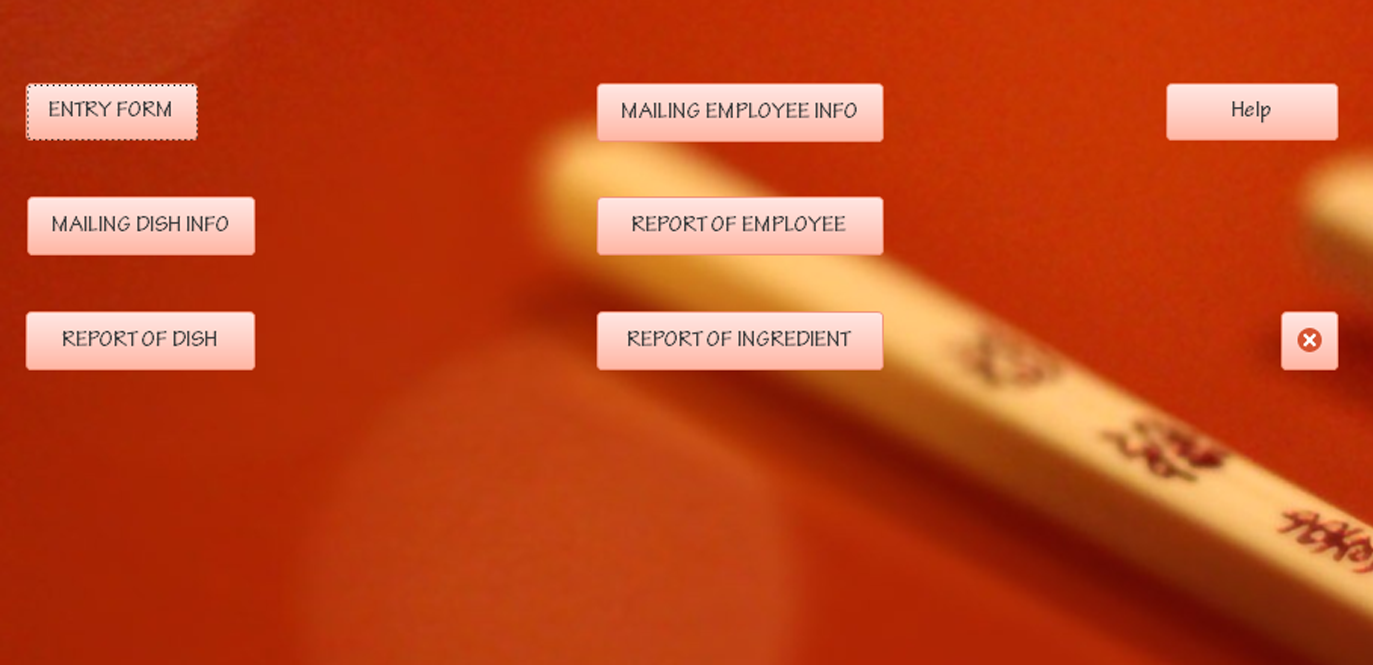 ENTRY FORM
MAILING EMPLOYEE INFO
Help
MAILING DISH INFO
REPORT OF EMPLOYEE
REPORT OF DISH
REPORT OF INGREDIENT